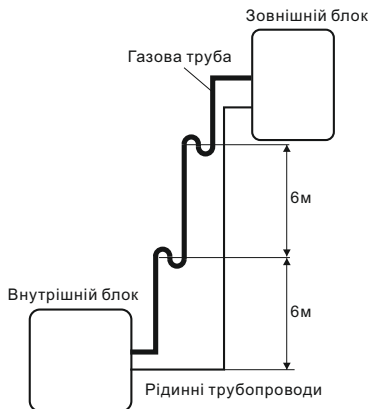 Зовнішній блок
Газова труба
6м
6м
Внутрішній блок
Рідинні трубопроводи